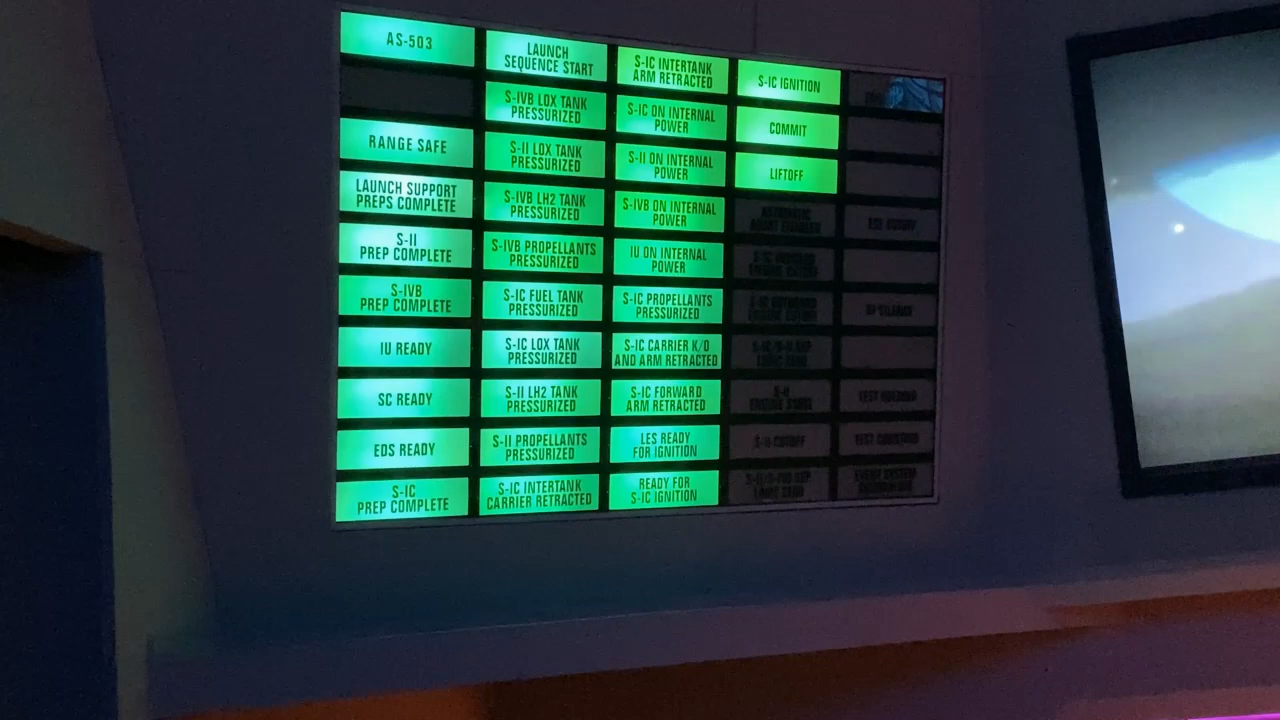 AS-503
RANGE SAFE
LAUNCH SUPPORT
PREPS COMPLETE
S-II
PREP COMPLETE
S-IVB
PREP COMPLETE
IU READY
SC READY
EDS READY
S-IC
PREP COMPLETE
LAUNCH
SEQUENCE START
S-IVB LOX TANK
PRESSURIZED
S-II LOX TANK
PRESSURIZED
S-IVB LH2 TANK
PRESSURIZED
S-IVB PROPELLANTS
PRESSURIZED
S-IC FUEL TANK
PRESSURIZED
S-IC LOX TANK
PRESSURIZED
S-II LH2 TANK
PRESSURIZED
S-II PROPELLANTS
PRESSURIZED
S-IC INTERTANK
CARRIER RETRACTED
S-IC INTERTANK
ARM RETRACTED
S-IC ON INTERNAL
POWER
S-II ON INTERNAL
POWER
S-IVB ON INTERNAL
POWER
IU ON INTERNAL
POWER
S-IC PROPELLANTS
PRESSURIZED
S-IC CARRIER K/O
AND ARM RETRACTED
S-IC FORWARD
ARM RETRACTED
LES READY
FOR IGNITION
READY FOR
S-IC IGNITION
S-IC IGNITION
COMMIT
LIFTOFF
S-II
S-II CUTOFF